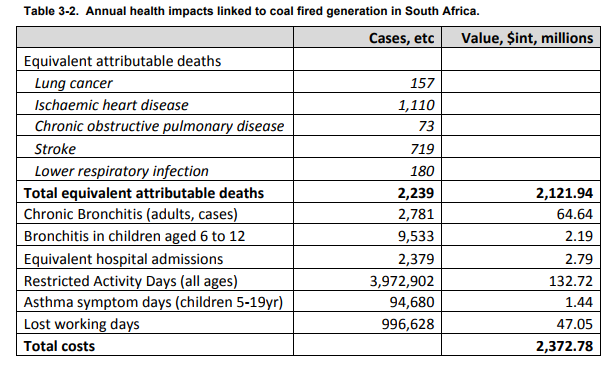 Table 3-2. Annual health impacts linked to coal fired generation in South Africa.
Cases, etc Value, $int, millions
Equivalent attributable deaths
Lung cancer 157
Ischaemic heart disease 1,110
Chronic obstructive pulmonary disease 73
Stroke 719
Lower respiratory infection 180
Total equivalent attributable deaths 2,239 2,121.94
Chronic Bronchitis (adults, cases) 2,781 64.64
Bronchitis in children aged 6 to 12 9,533 2.19
Equivalent hospital admissions 2,379 2.79
Restricted Activity Days (all ages) 3,972,902 132.72
Asthma symptom days (children 5-19yr) 94,680 1.44
Lost working days 996,628 47.05
Total costs 2,372.78